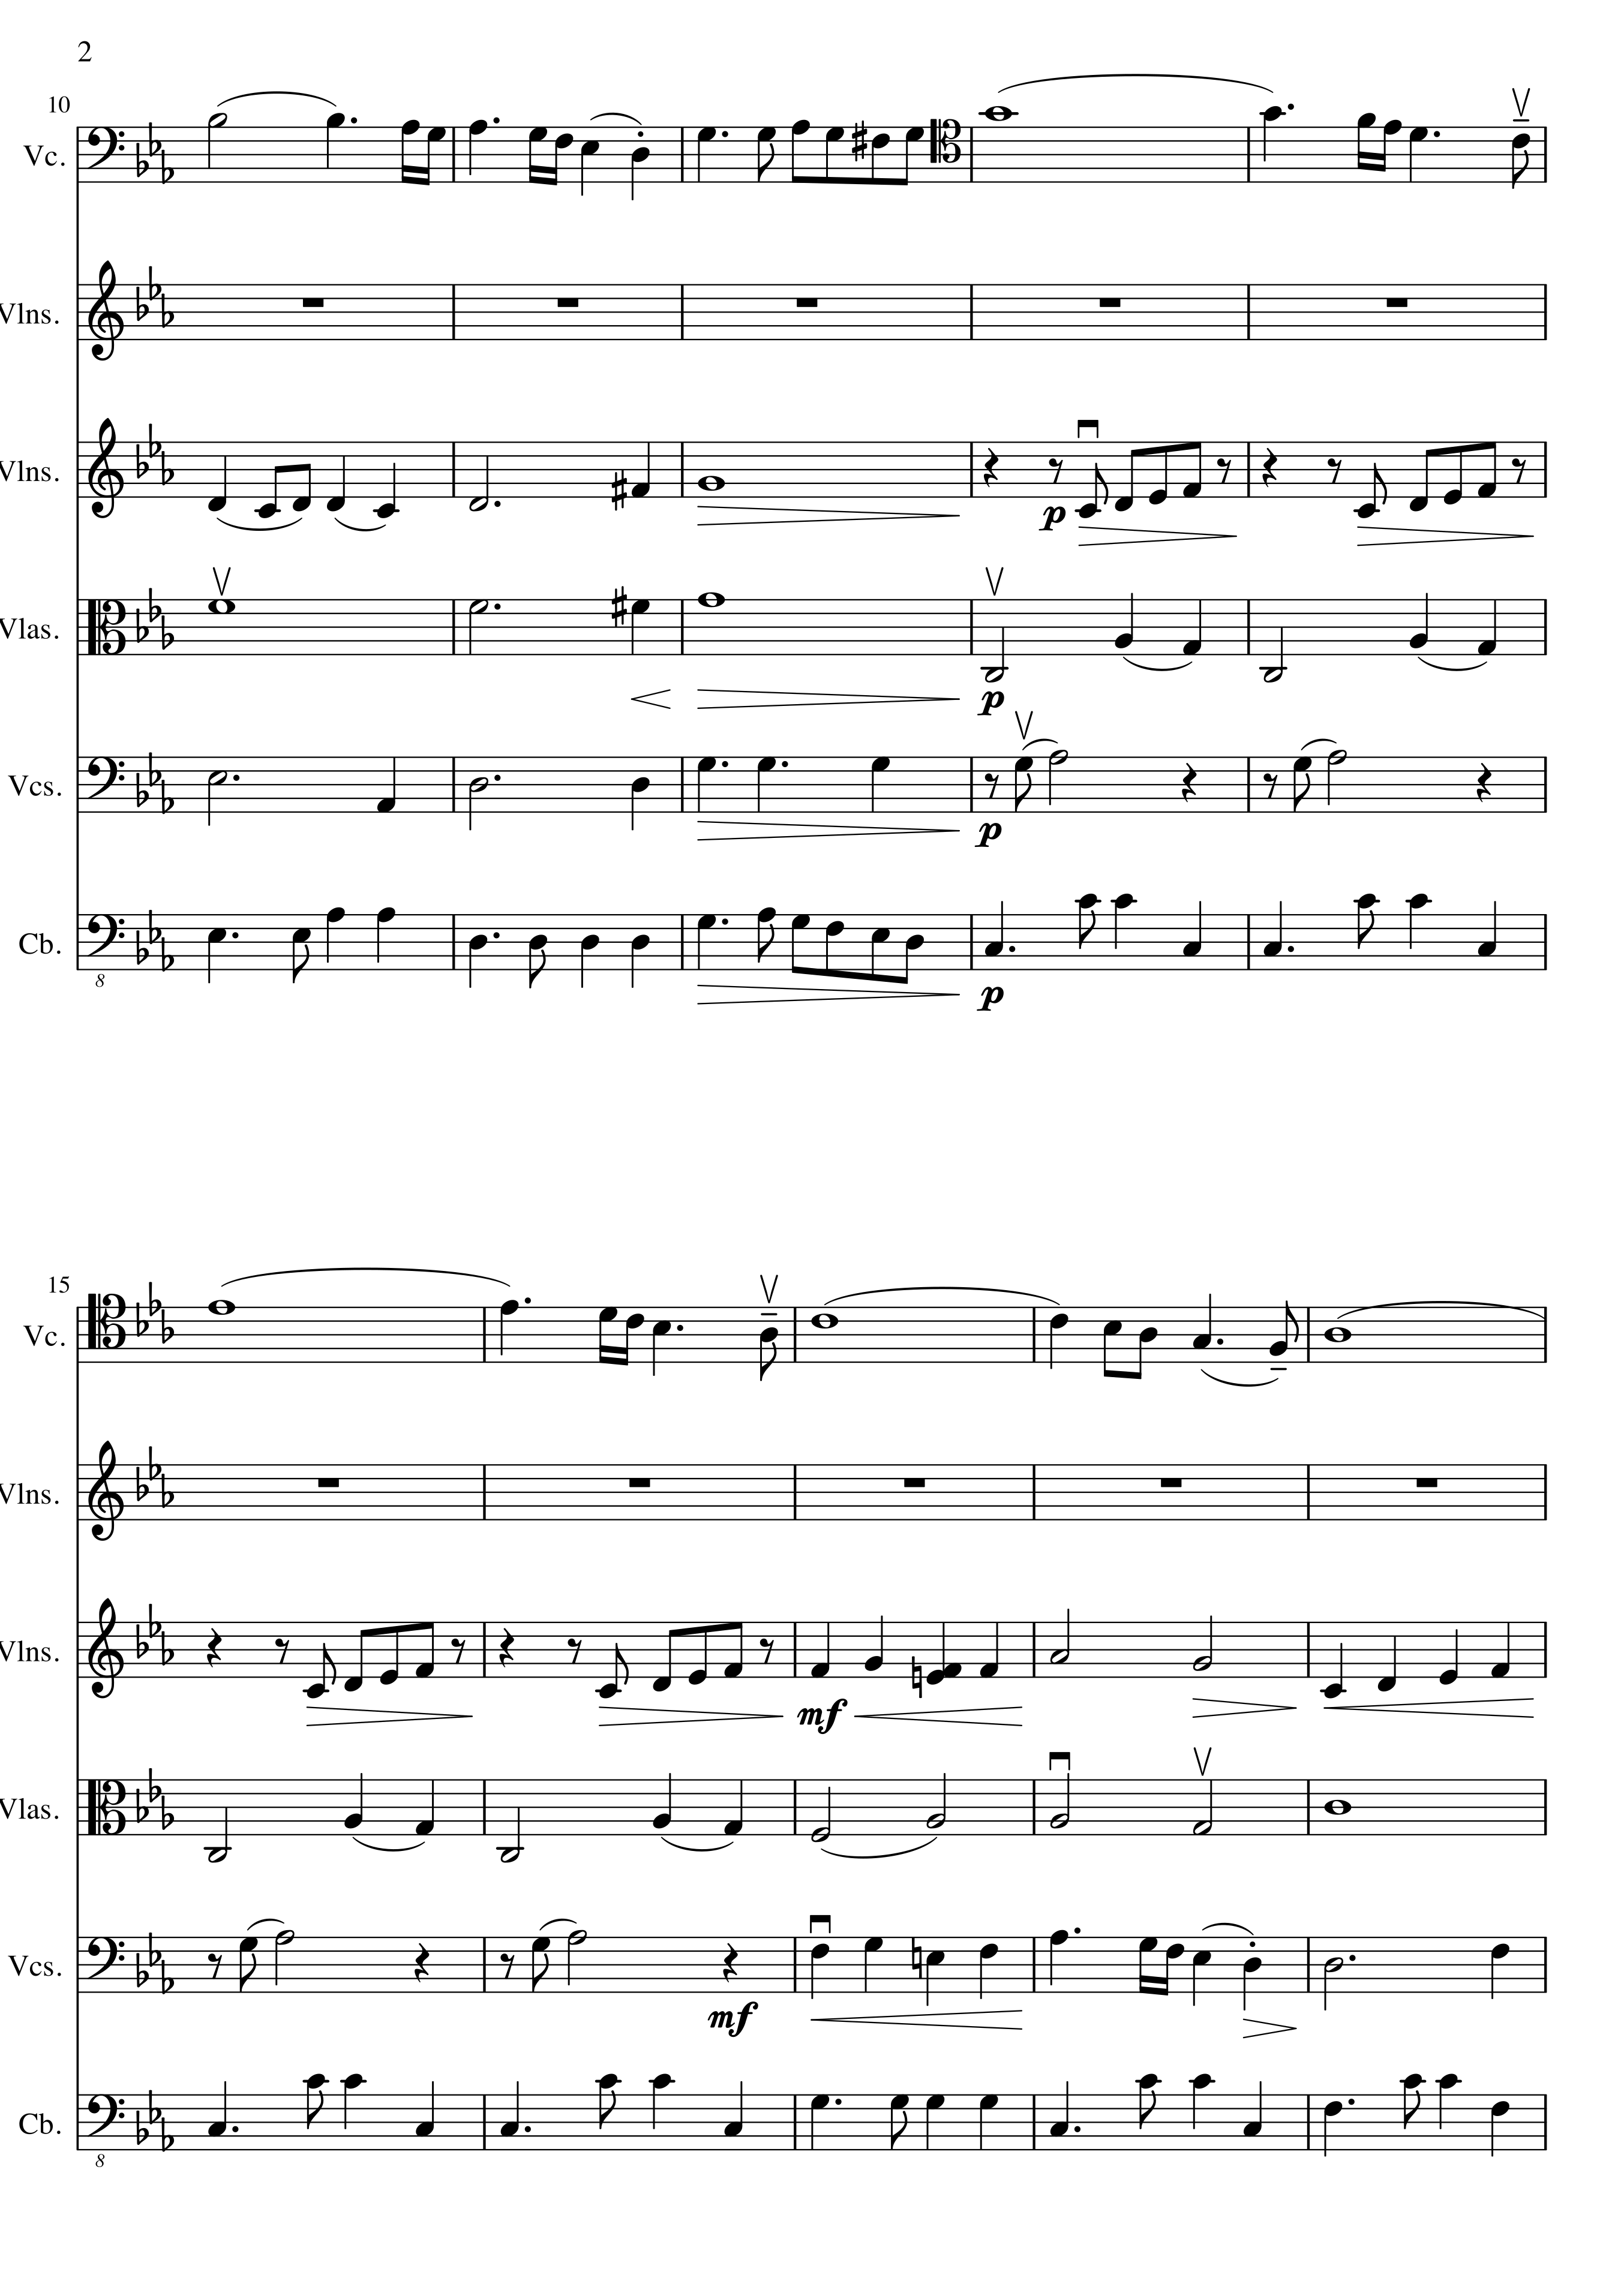 2
10
Vc.
Vlns.
Vlns.
p
Vlas.
p
Vcs.
p
Cb.
8
p
15
Vc.
Vlns.
Vlns.
mf
Vlas.
Vcs.
mf
Cb.
8